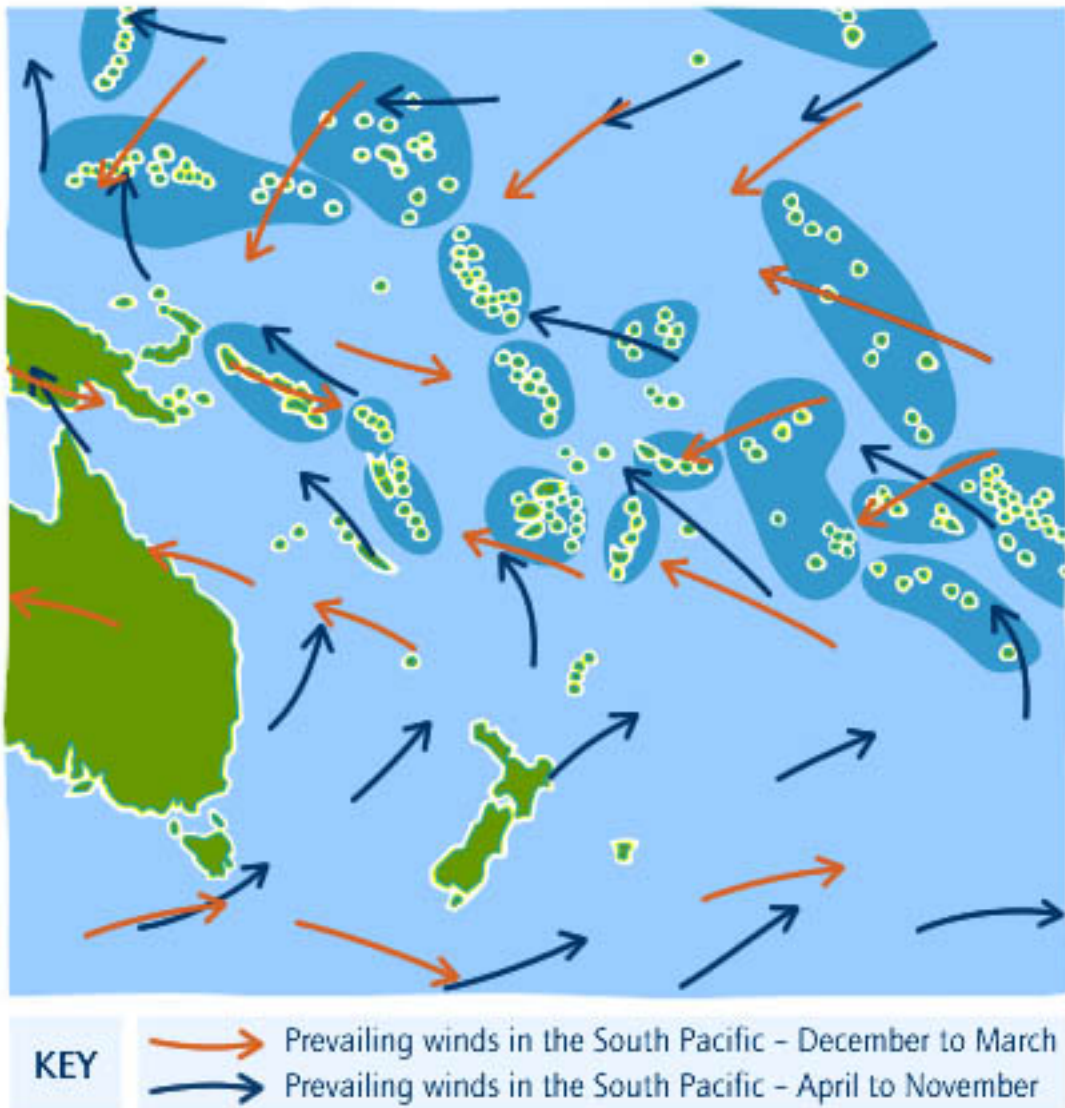 KEY
Prevailing winds in the South Pacific – December to March
Prevailing winds in the South Pacific – April to November